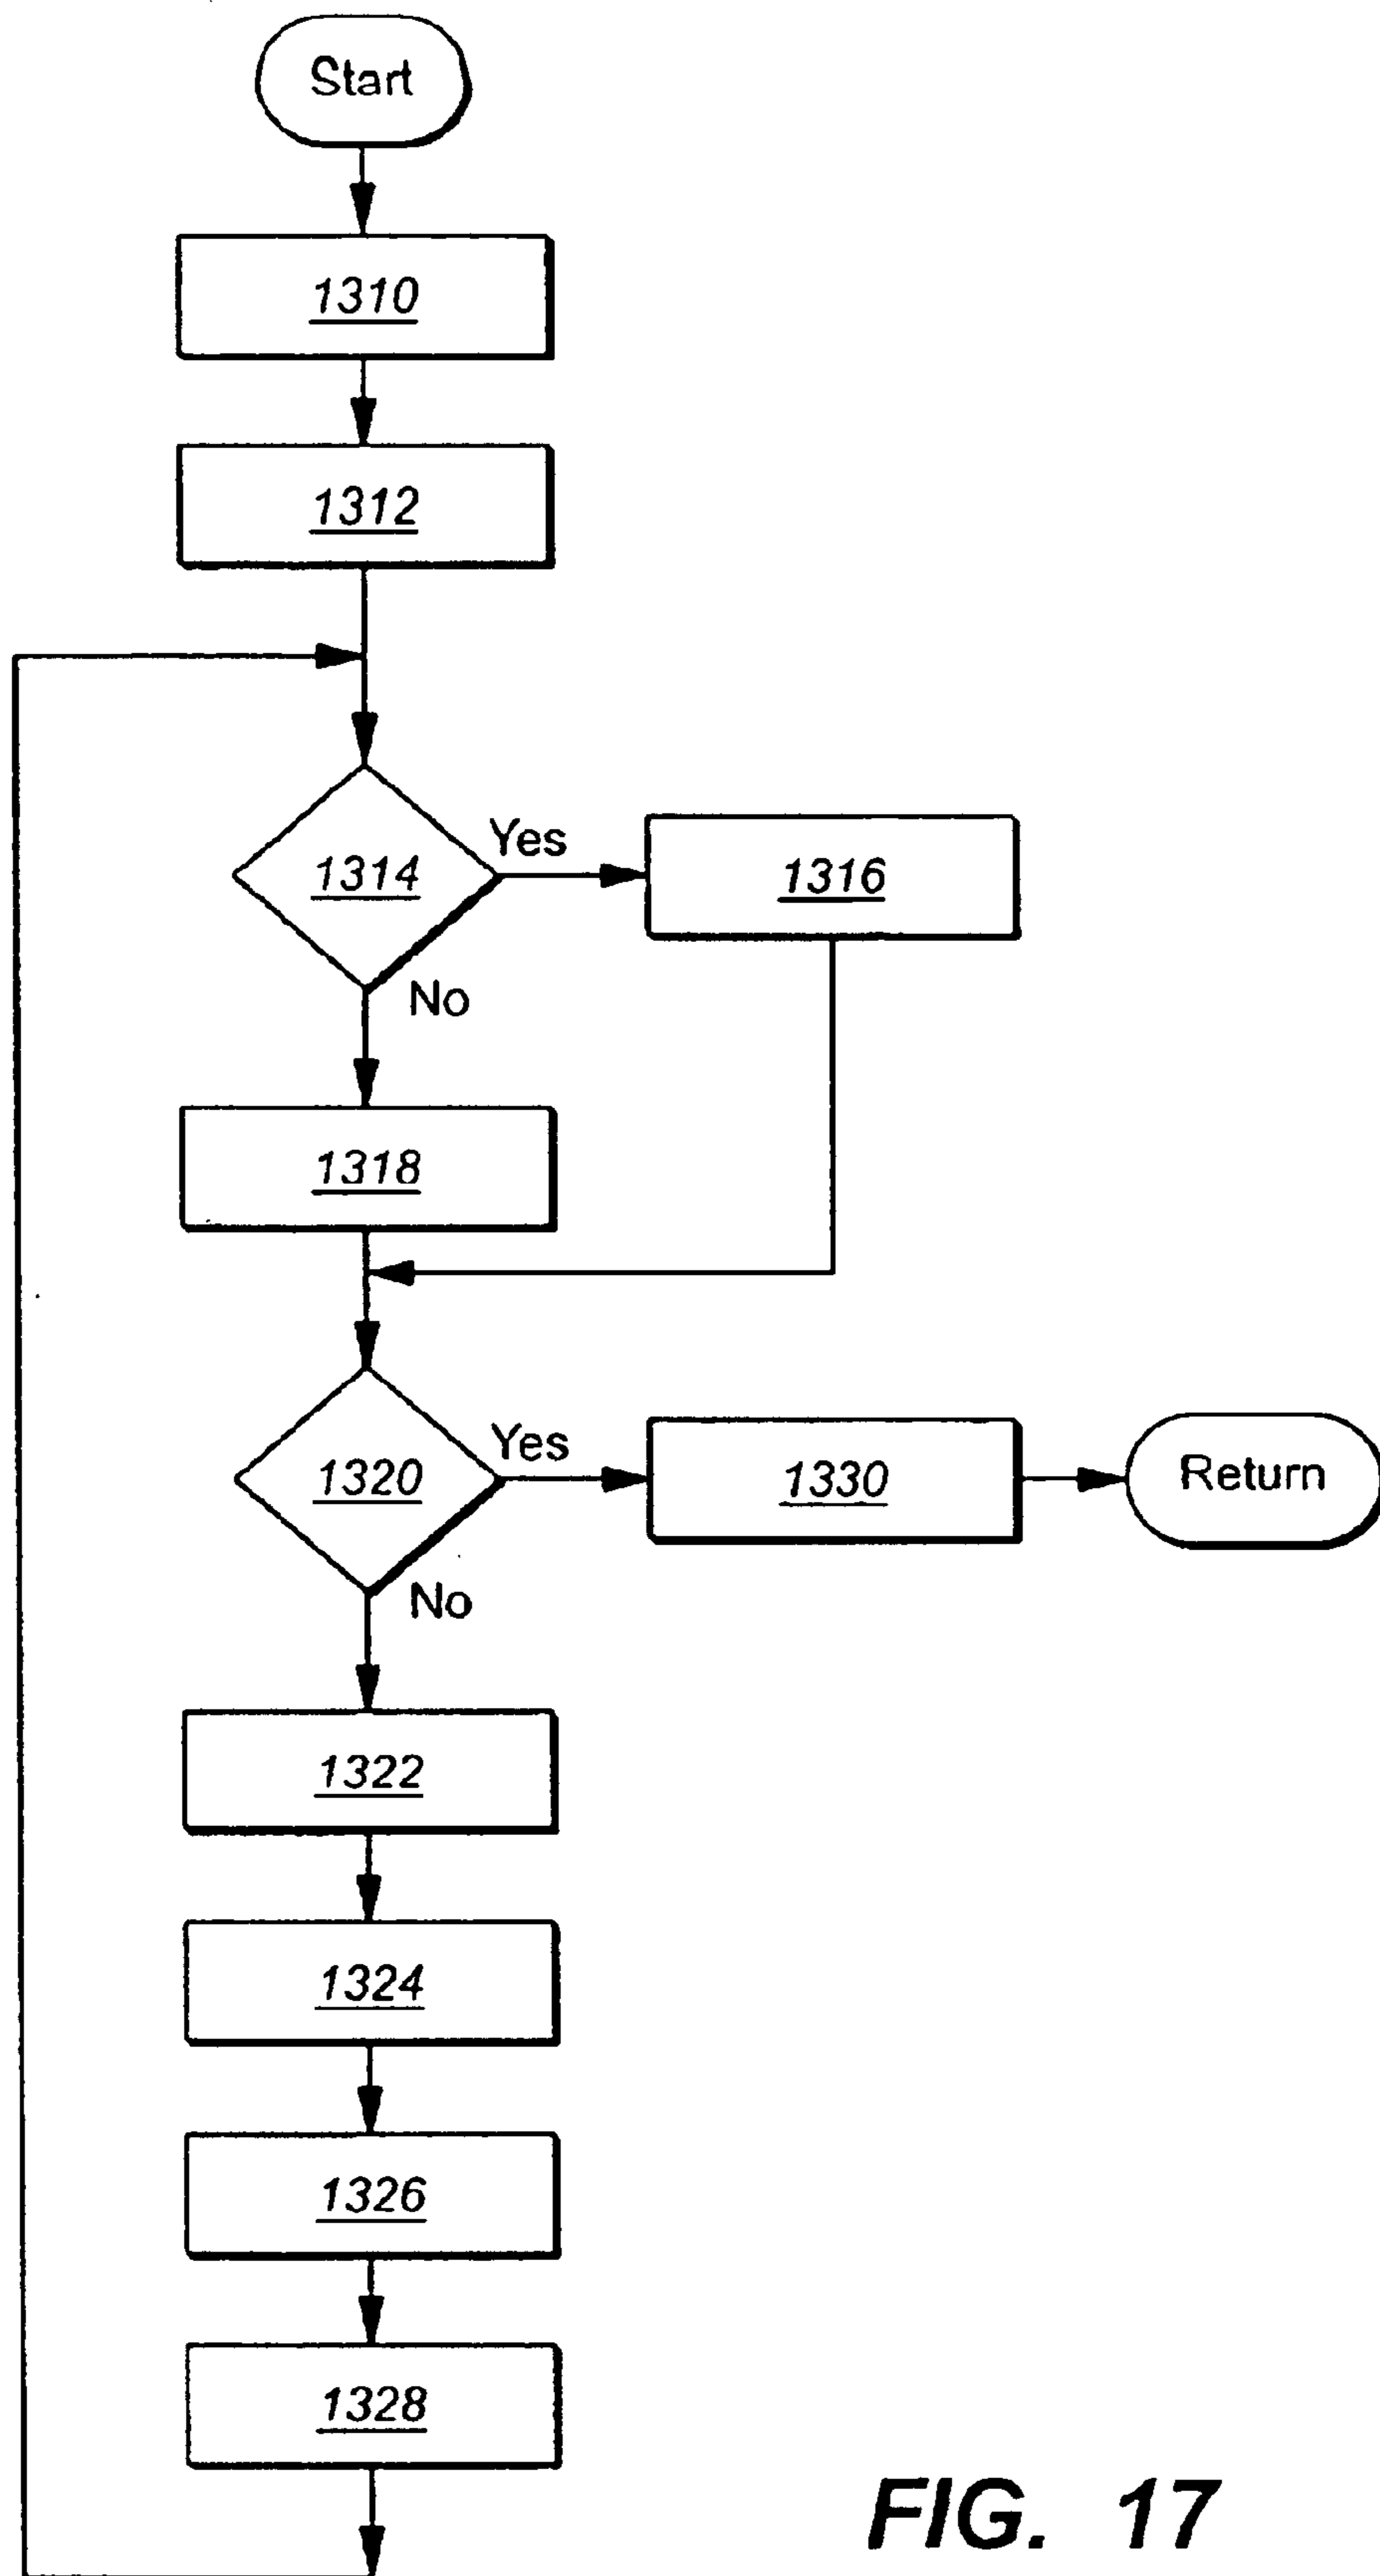 Start
1310
1312
1314
Yes
1316
No
1318
1320
Yes
1330
Return
No
1322
1324
1326
1328
FIG. 17